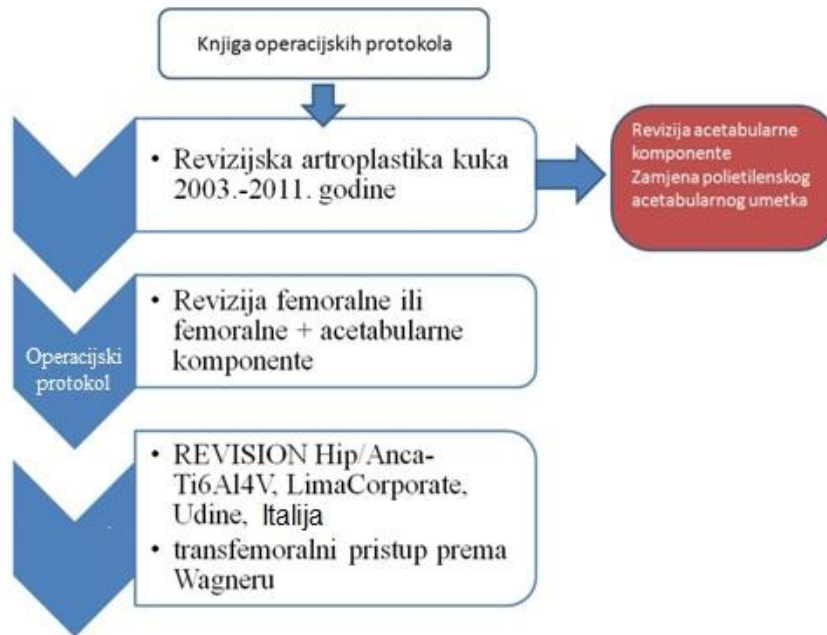 Knjiga operacijskih protokola
• Revizijska artroplastika kuka
2003.-2011. godine
Revizija acetabularne
komponente
Zamjena polietilenskog
acetabularnog umetka
• Revizija femoralne ili
femoralne + acetabularne
komponente
Operacijski
protokol
• REVISION Hip/Anca-
Ti6Al4V, LimaCorporate,
Udine, Italija
• transfemoralni pristup prema
Wagneru